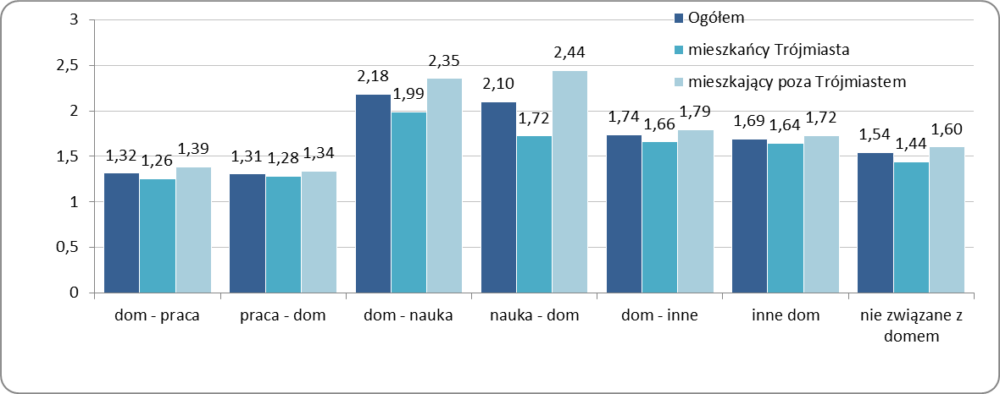 3
2,5
2
1,5
1
0,5
0
Ogółem
mieszkańcy Trójmiasta
mieszkający poza Trójmiastem
1,32 1,26 1,39
1,31 1,28 1,34
2,18 1,99 2,35
2,10 1,72 2,44
1,74 1,66 1,79
1,69 1,64 1,72
1,54 1,44 1,60
dom - praca
praca - dom
dom - nauka
nauka - dom
dom - inne
inne dom
nie związane z
domem